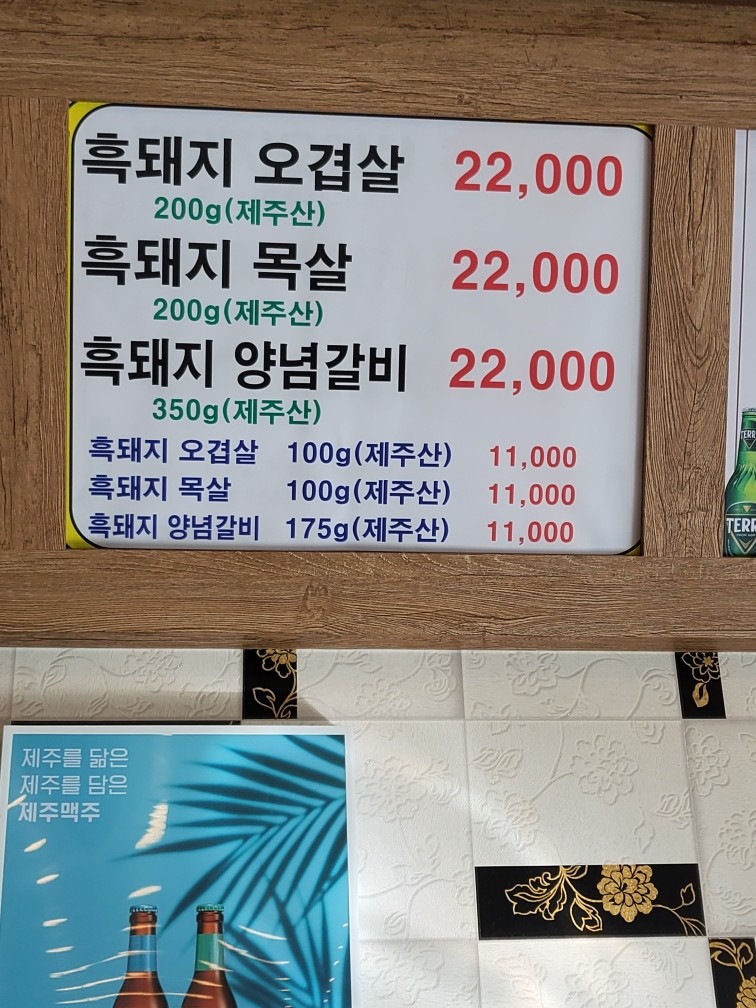 흑돼지 오겹살 22,000
200g(제주산)
흑돼지 목살 22,000
200g(제주산)
흑돼지 양념갈비 22,000
350g(제주산)
흑돼지 오겹살 100g(제주산) 11,000
흑돼지 목살 100g(제주산) 11,000
흑돼지 양념갈비 175g(제주산) 11,000
제주를 닮은
제주를 담은
제주맥주